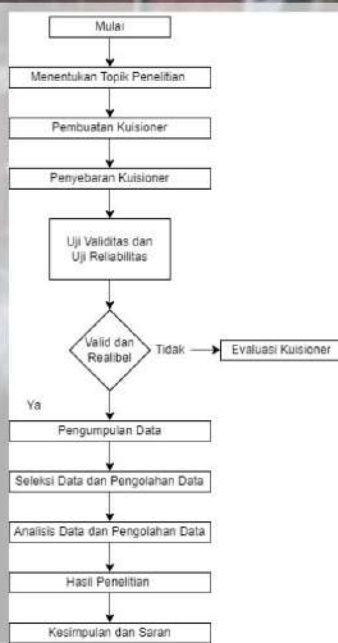 Mulai
Menentukan Topik Penelitian
Pembuatan Kuisioner
Penyebaran Kuisioner
Uji Validitas dan
Uji Reliabilitas
Valid dan
Realibel
Tidak
Evaluasi Kuisioner
Ya
Pengumpulan Data
Seleksi Data dan Pengolahan Data
Analisis Data dan Pengolahan Data
Hasil Penelitian
Kesimpulan dan Saran